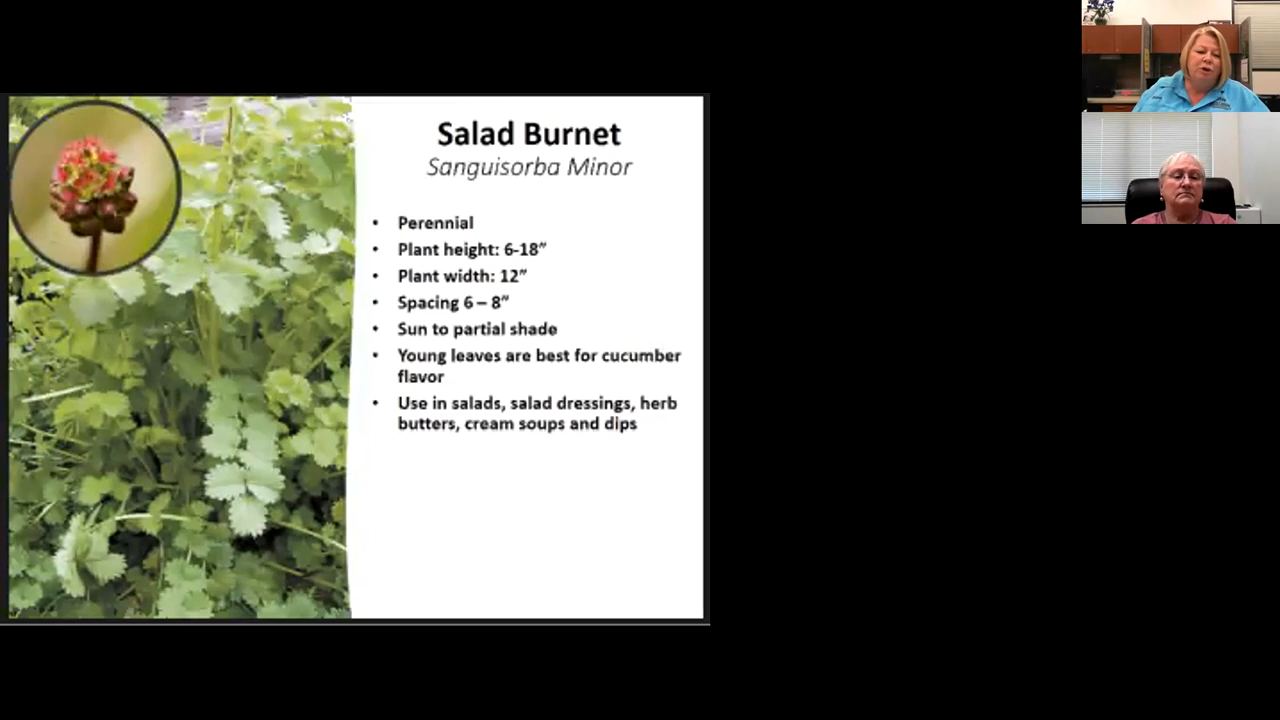 Salad Burnet
Sanguisorba Minor
• Perennial
• Plant height: 6-18”
• Plant width: 12”
• Spacing 6 – 8”
• Sun to partial shade
• Young leaves are best for cucumber
flavor
• Use in salads, salad dressings, herb
butters, cream soups and dips